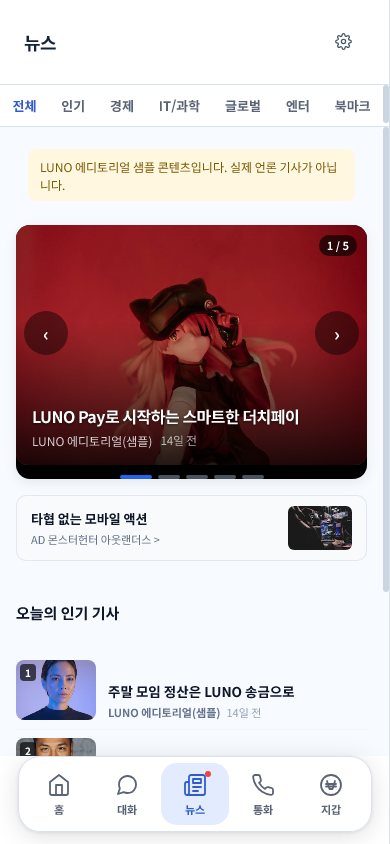 뉴스
전체 인기 경제 IT/과학 글로벌 엔터 북마크
LUNO 에디토리얼 샘플 콘텐츠입니다. 실제 언론 기사가 아닙
니다.
1 / 5
‹ ›
LUNO Pay로 시작하는 스마트한 더치페이
LUNO 에디토리얼(샘플) 14일 전
타협 없는 모바일 액션
AD 몬스터헌터 아웃랜더스 >
오늘의 인기 기사
1
주말 모임 정산은 LUNO 송금으로
LUNO 에디토리얼(샘플) 14일 전
2
홈 대화 뉴스 통화 지갑